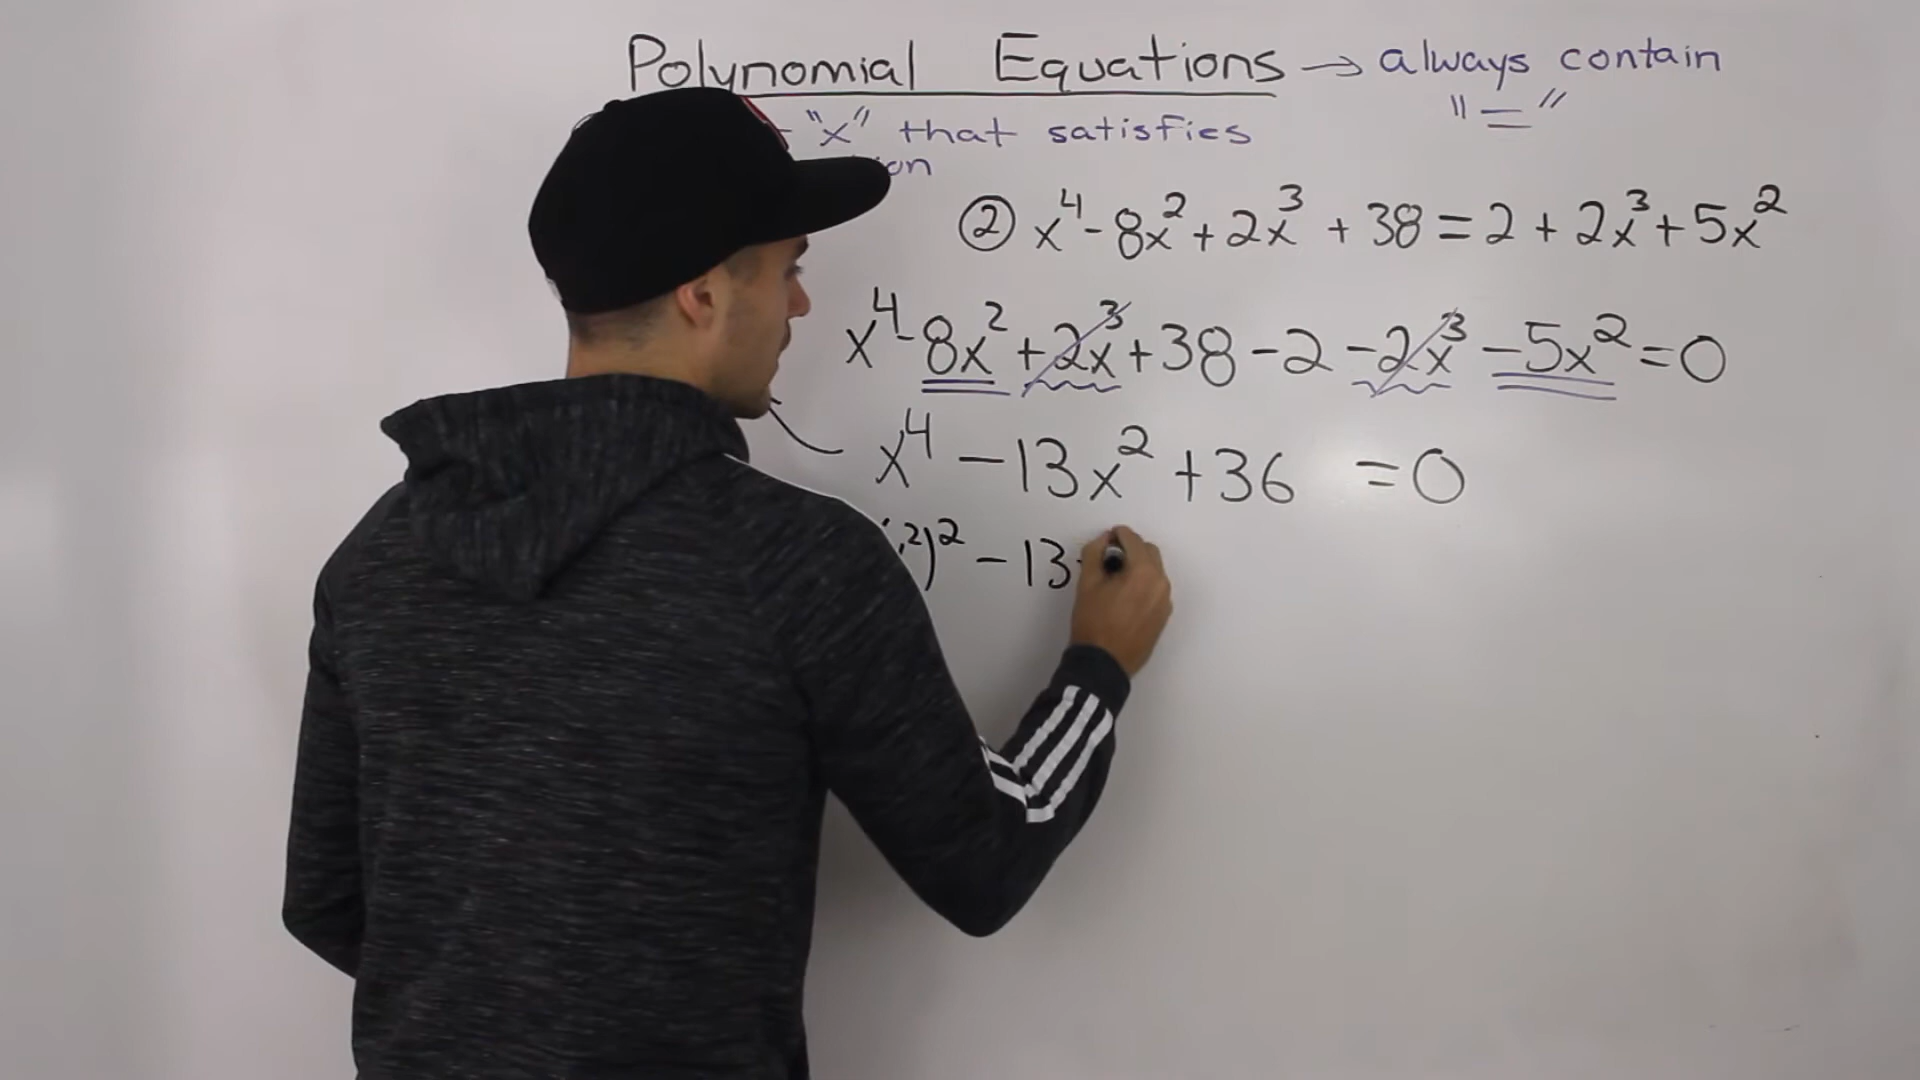 Polynomial Equations → always contain
"="
"x" that satisfies
② x⁴ - 8x² + 2x³ + 38 = 2 + 2x³ + 5x²
x⁴ - 8x² + 2x³ + 38 - 2 - 2x³ - 5x² = 0
x⁴ - 13x² + 36 = 0
²)² - 13